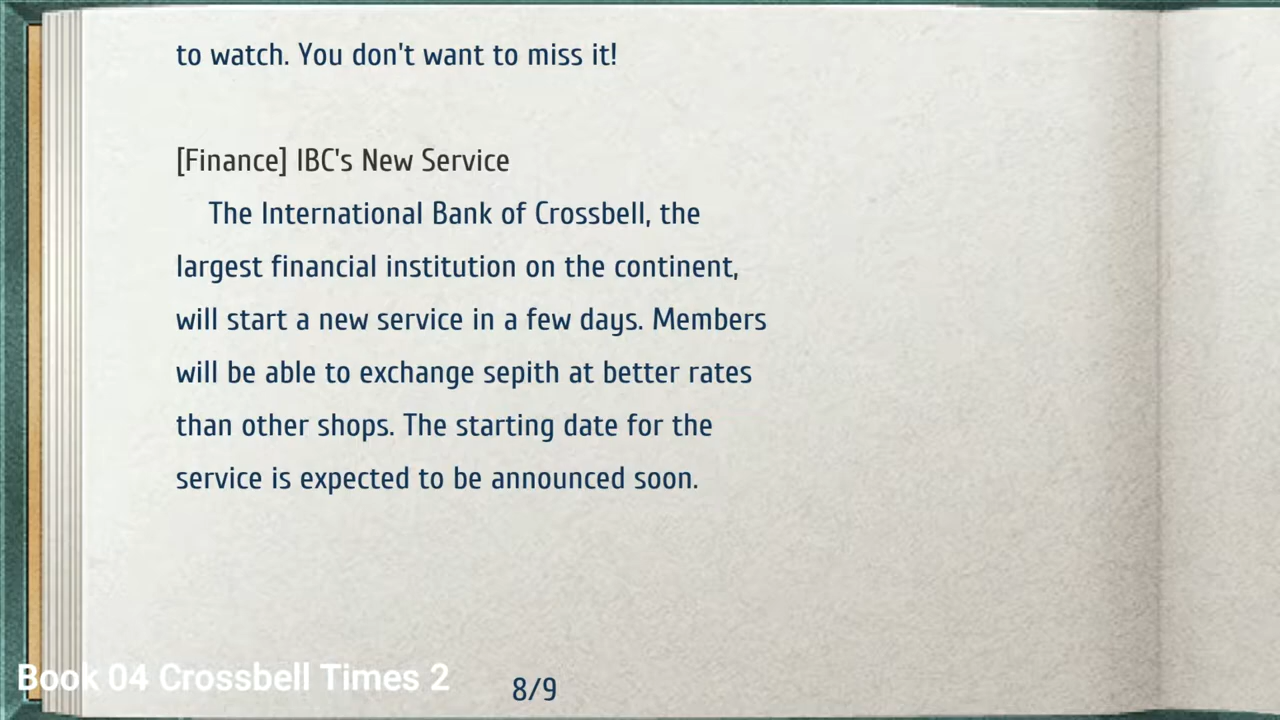 to watch. You don't want to miss it!
[Finance] IBC's New Service
The International Bank of Crossbell, the
largest financial institution on the continent,
will start a new service in a few days. Members
will be able to exchange sepith at better rates
than other shops. The starting date for the
service is expected to be announced soon.
Book 04 Crossbell Times 2
8/9